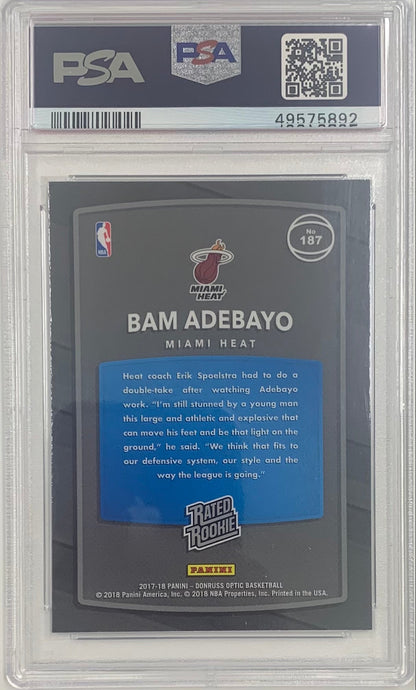 PSA
PSA
49575892
No
187
NBA
MIAMI
HEAT
BAM ADEBAYO
MIAMI HEAT
Heat coach Erik Spoelstra had to do a
double-take after watching Adebayo
work. “I'm still stunned by a young man
this large and athletic and explosive that
can move his feet and be that light on the
ground,” he said. “We think that fits to
our defensive system, our style and the
way the league is going.”
RATED
ROOKIE
PANINI
2017-18 PANINI – DONRUSS OPTIC BASKETBALL
© 2018 Panini America, Inc. © 2018 NBA Properties, Inc. Printed in the USA.